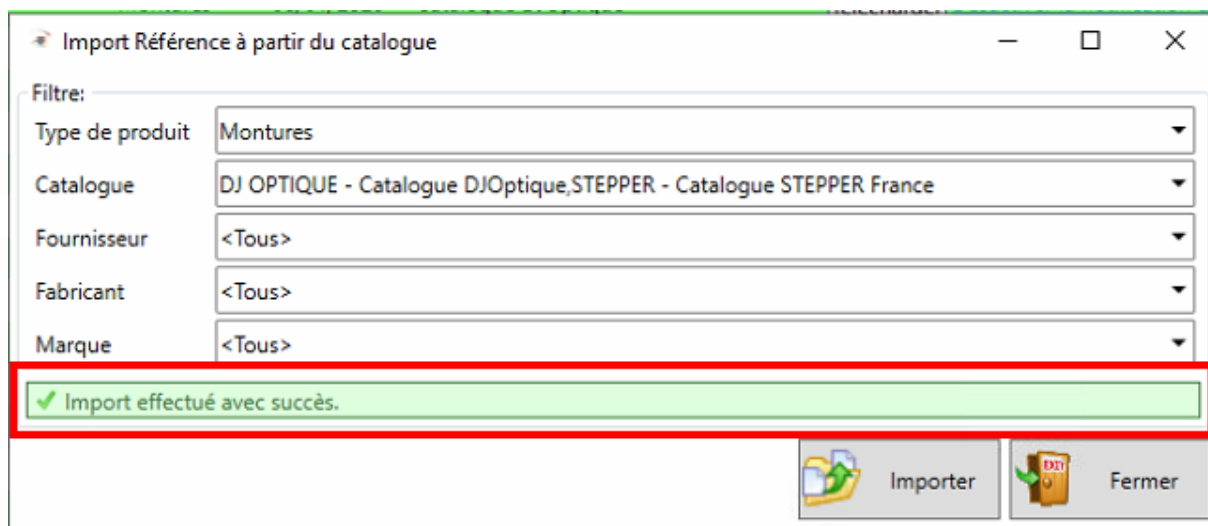 Import Référence à partir du catalogue
Filtre:
Type de produit Montures
Catalogue DJ OPTIQUE - Catalogue DJOptique,STEPPER - Catalogue STEPPER France
Fournisseur <Tous>
Fabricant <Tous>
Marque <Tous>
Import effectué avec succès.
EXIT
Importer Fermer